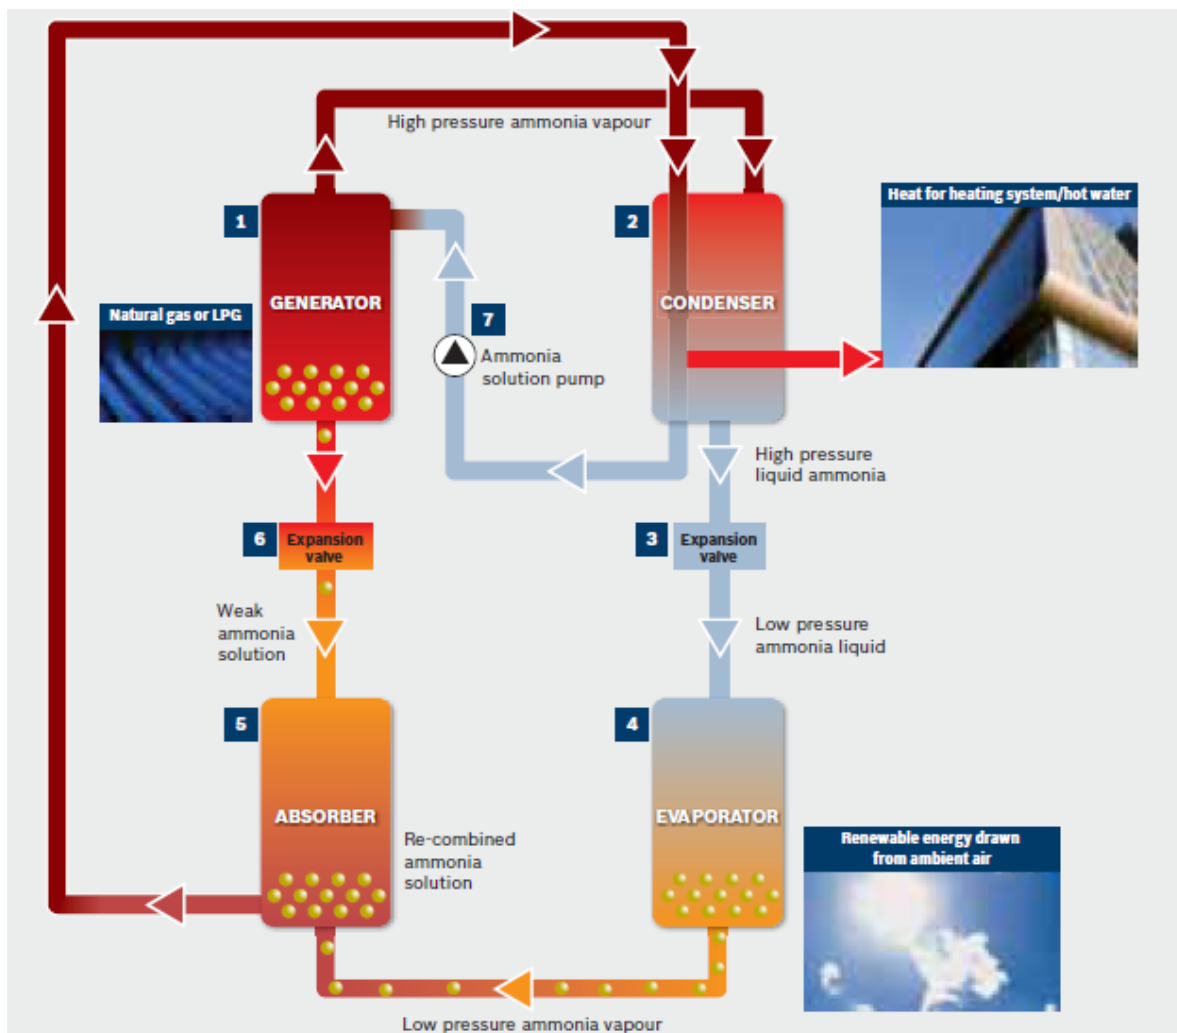 High pressure ammonia vapour
Heat for heating system/hot water
1
2
GENERATOR
CONDENSER
Natural gas or LPG
7
Ammonia
solution pump
High pressure
liquid ammonia
6
Expansion
valve
3
Expansion
valve
Weak
ammonia
solution
Low pressure
ammonia liquid
5
4
ABSORBER
EVAPORATOR
Re-combined
ammonia
solution
Renewable energy drawn
from ambient air
Low pressure ammonia vapour